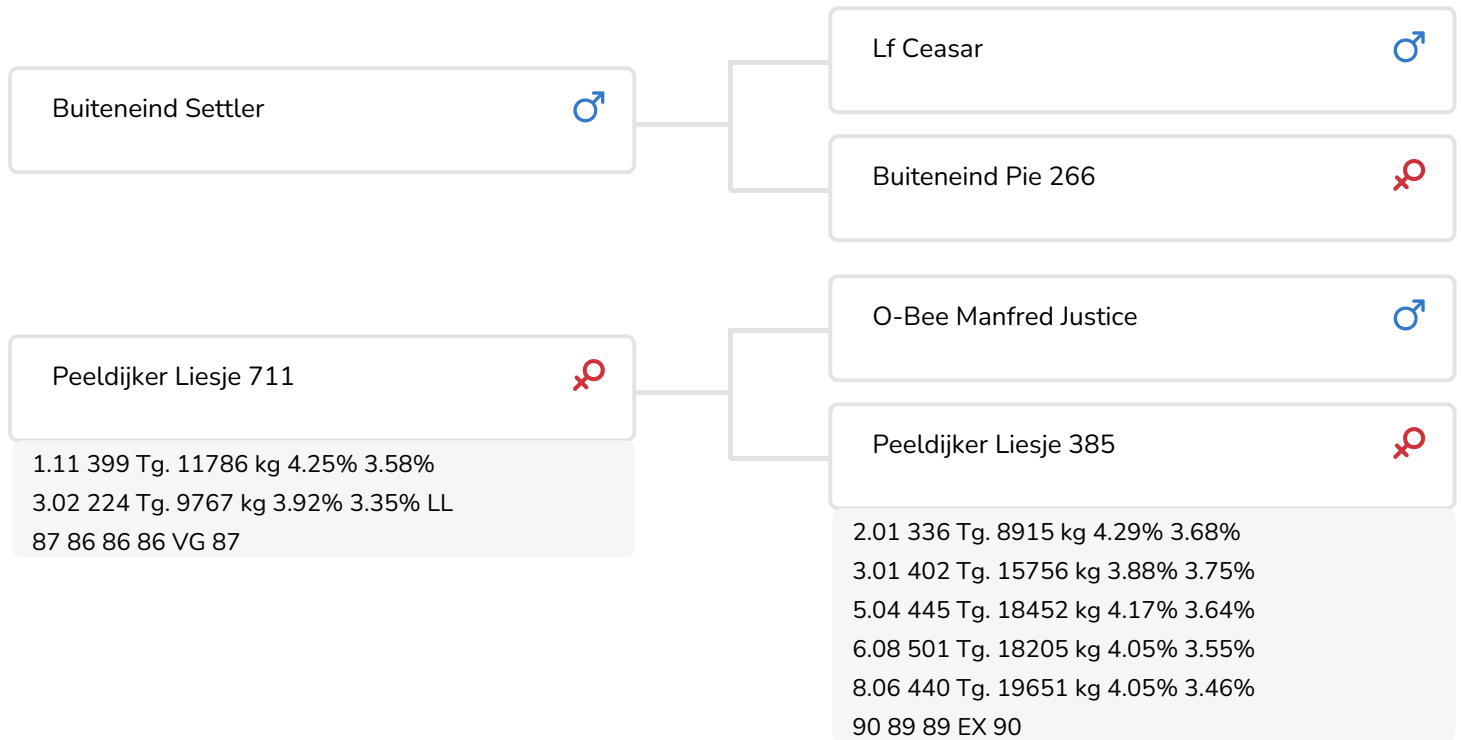 Buiteneind Settler
Lf Ceasar
Buiteneind Pie 266
Peeldijker Liesje 711
1.11 399 Tg. 11786 kg 4.25% 3.58%
3.02 224 Tg. 9767 kg 3.92% 3.35% LL
87 86 86 86 VG 87
O-Bee Manfred Justice
Peeldijker Liesje 385
2.01 336 Tg. 8915 kg 4.29% 3.68%
3.01 402 Tg. 15756 kg 3.88% 3.75%
5.04 445 Tg. 18452 kg 4.17% 3.64%
6.08 501 Tg. 18205 kg 4.05% 3.55%
8.06 440 Tg. 19651 kg 4.05% 3.46%
90 89 89 EX 90